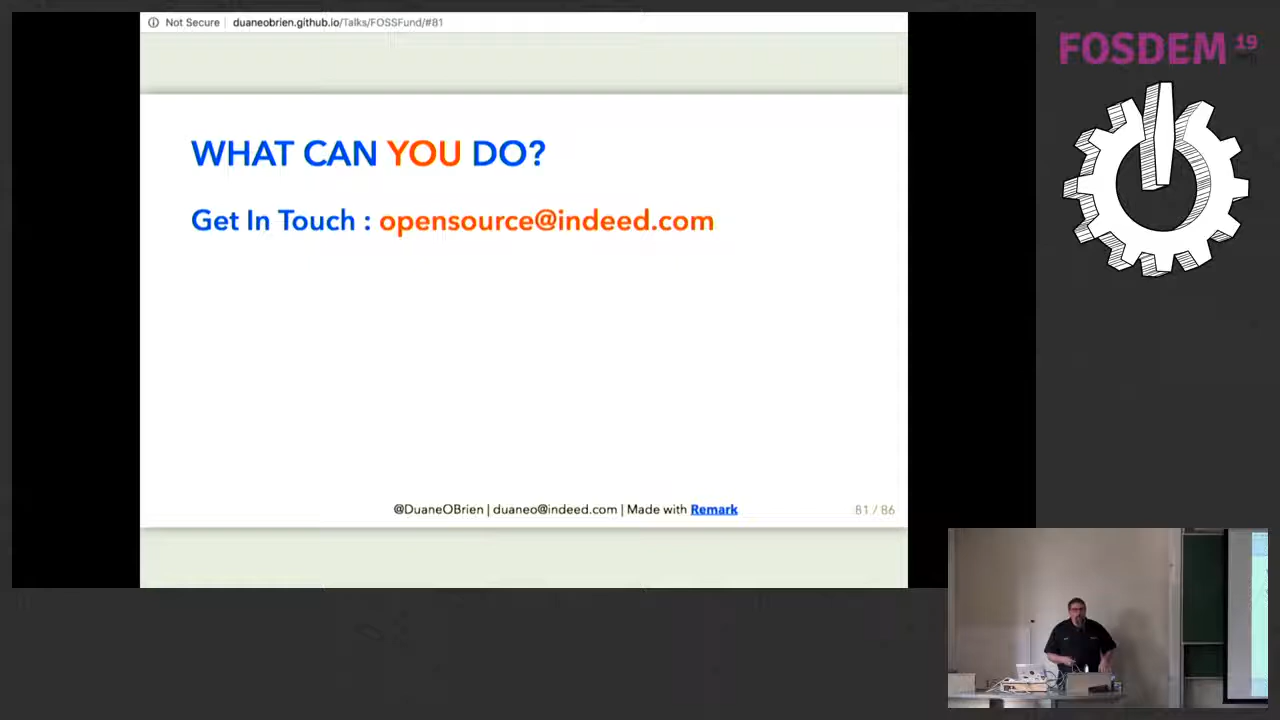 Not Secure duaneobrien.github.io/Talks/FOSSFund/#81
FOSDEM 19
WHAT CAN YOU DO?
Get In Touch : opensource@indeed.com
@DuaneOBrien | duaneo@indeed.com | Made with Remark
81 / 86